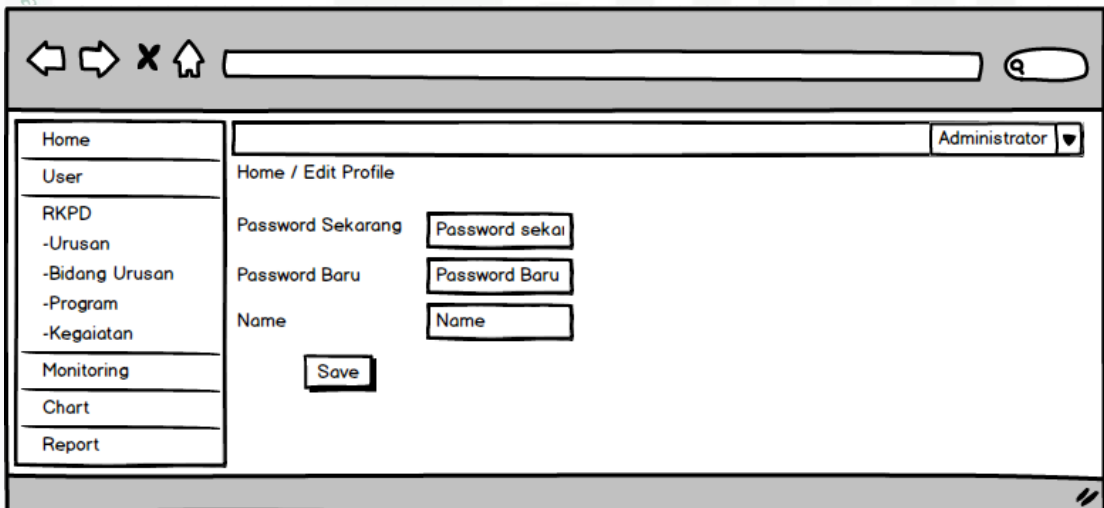 Home
User
RKPD
-Urusan
-Bidang Urusan
-Program
-Kegaiatan
Monitoring
Chart
Report
Administrator
Home / Edit Profile
Password Sekarang
Password sekar
Password Baru
Password Baru
Name
Name
Save